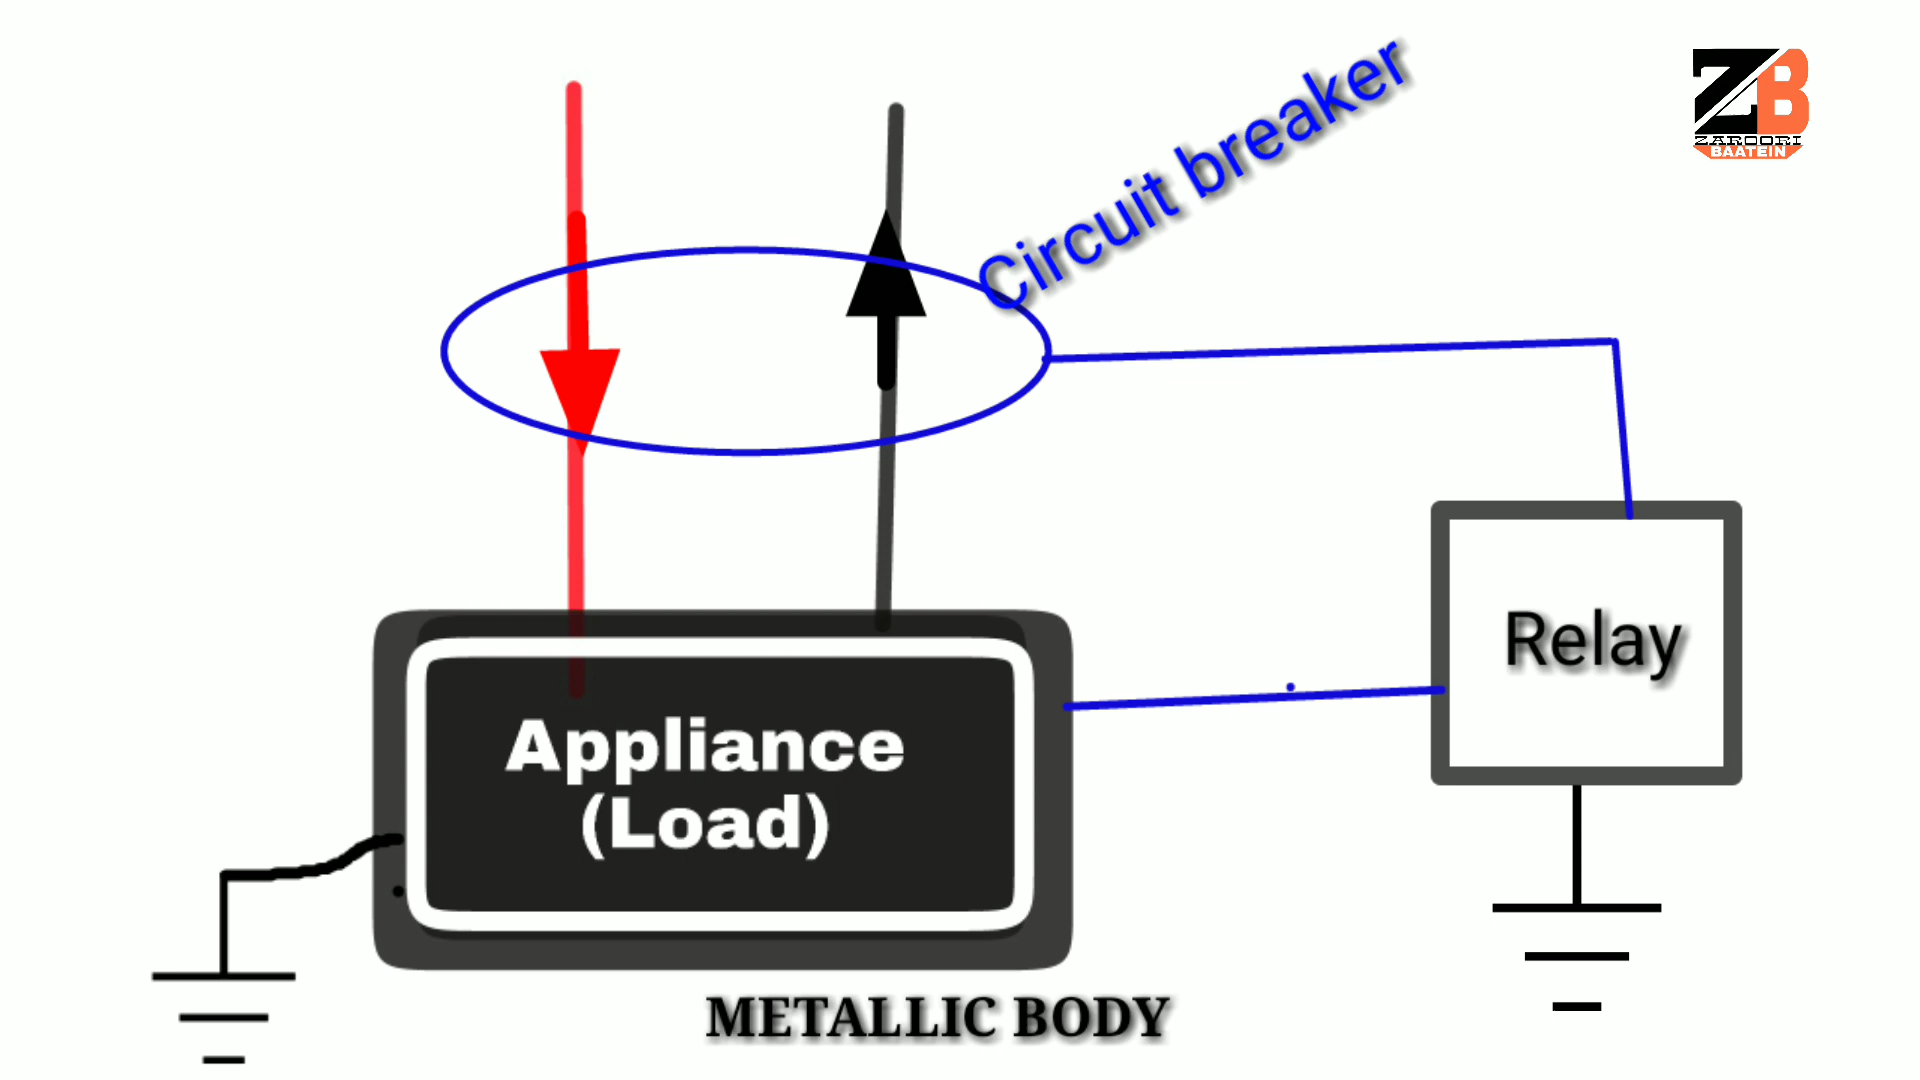 Circuit breaker
ZB
ZAROORI
BAATEIN
Relay
Appliance
(Load)
METALLIC BODY